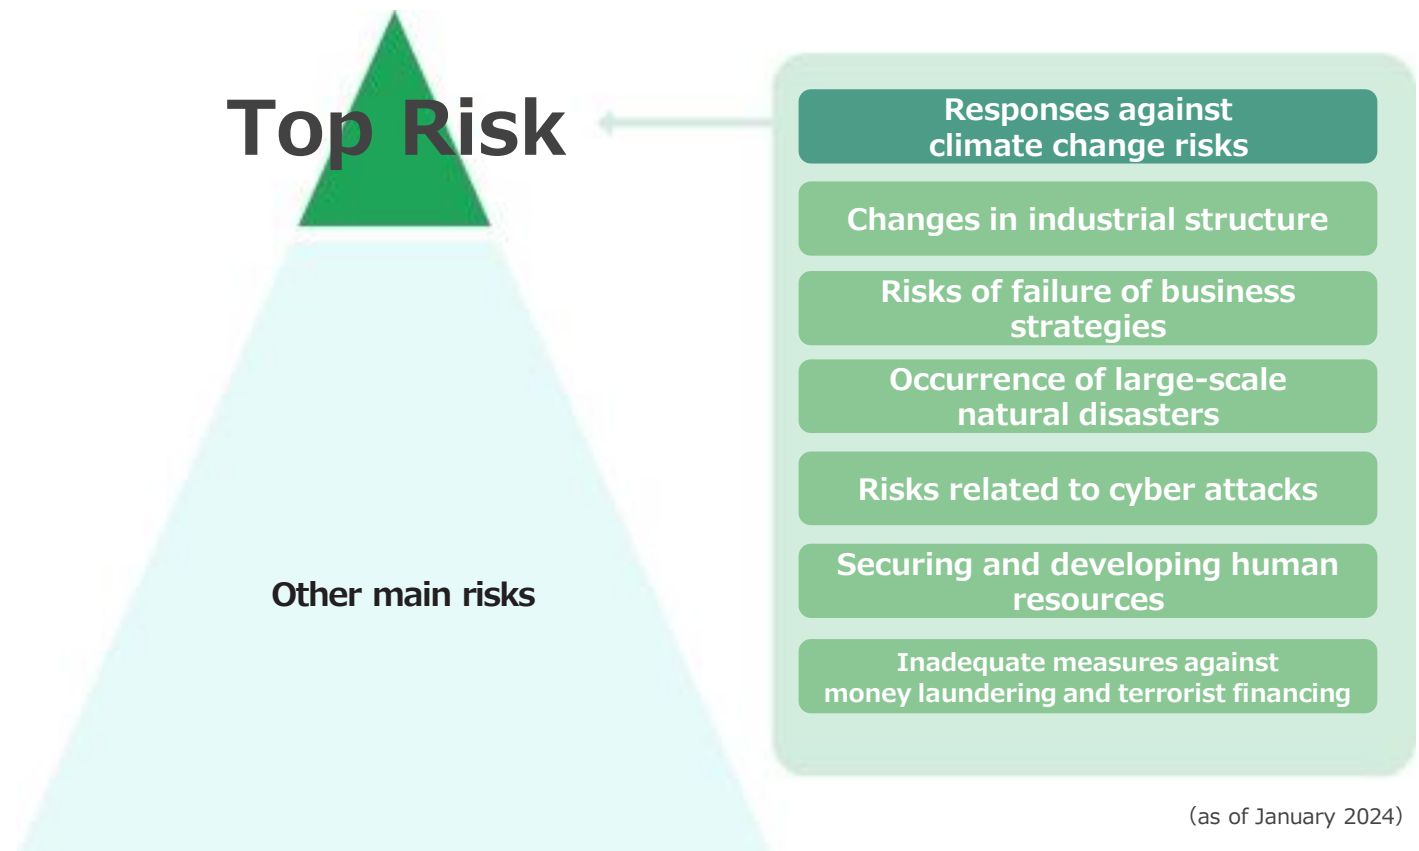 Top Risk
Other main risks
Responses against
climate change risks
Changes in industrial structure
Risks of failure of business
strategies
Occurrence of large-scale
natural disasters
Risks related to cyber attacks
Securing and developing human
resources
Inadequate measures against
money laundering and terrorist financing
（as of January 2024）